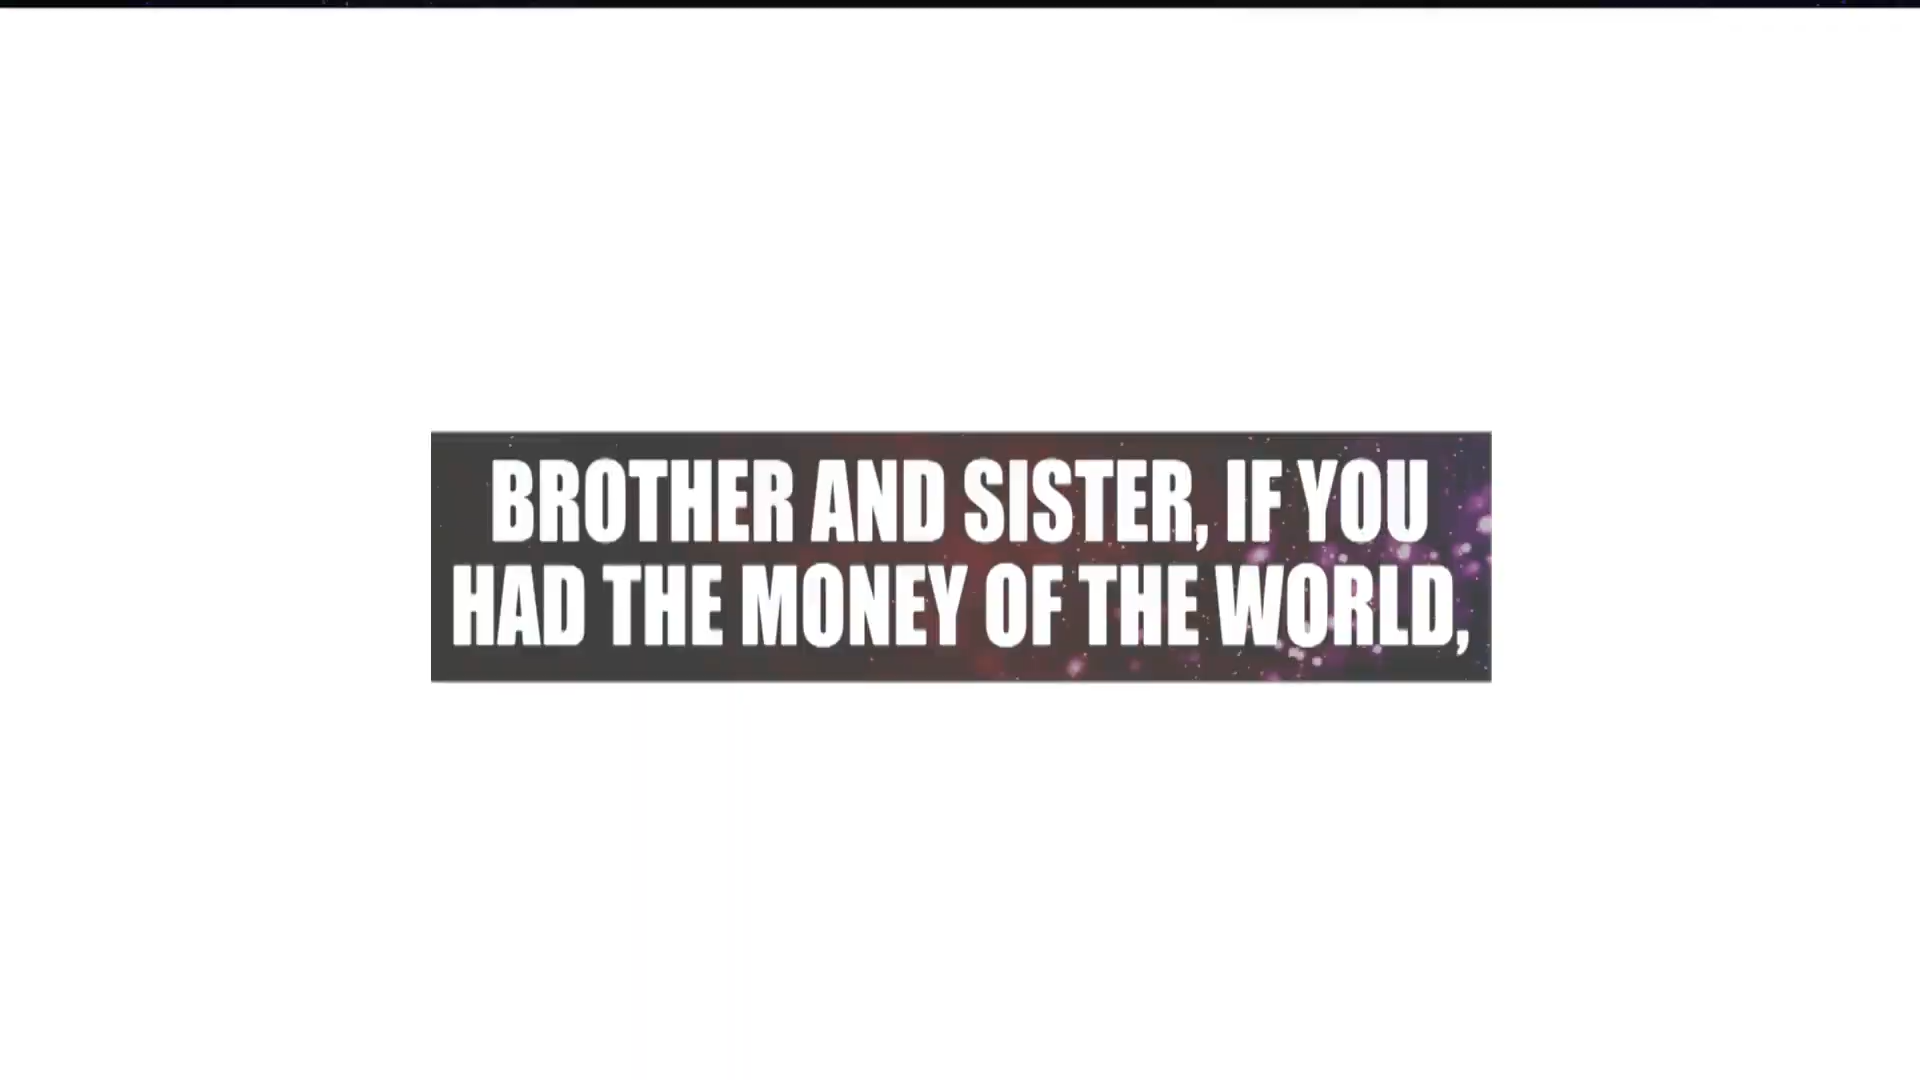 BROTHER AND SISTER, IF YOU
HAD THE MONEY OF THE WORLD,